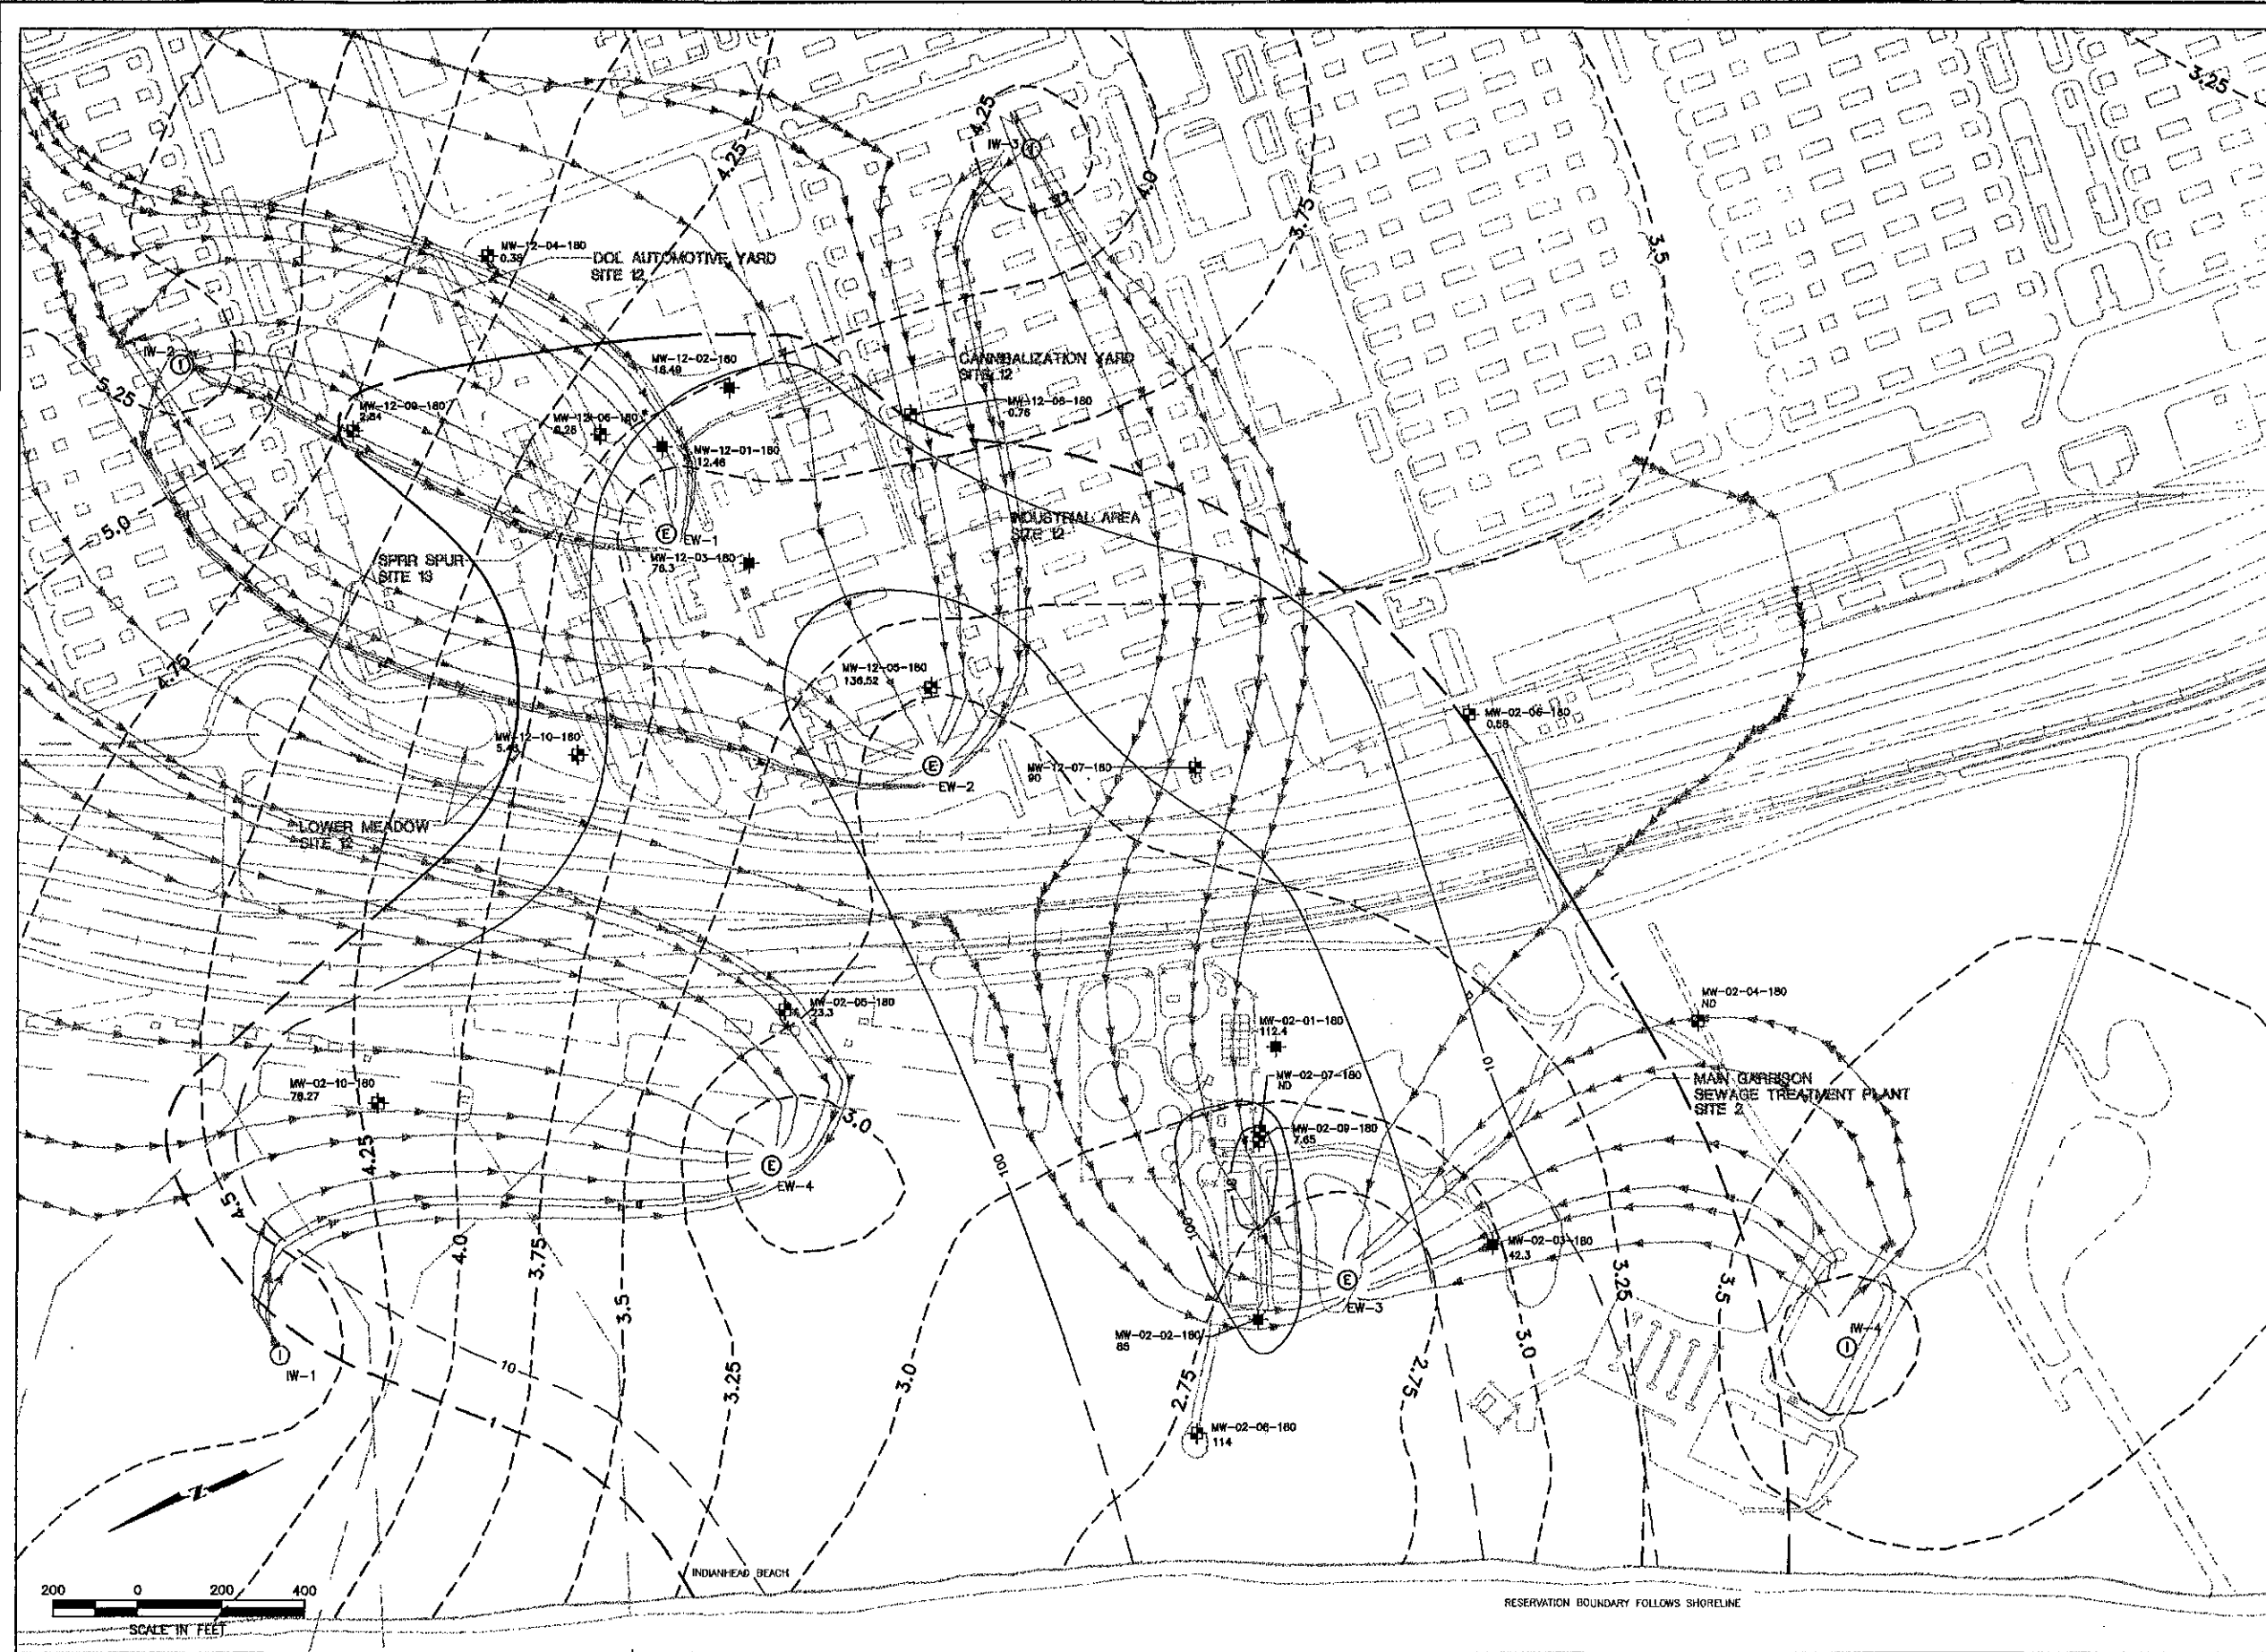 3.25
4.25
IW-3
4.25
4.0
3.75
3.5
MW-12-04-180
0.38
DOL AUTOMOTIVE YARD
SITE 12
IW-2
5.25
MW-12-02-180
16.49
CANNIBALIZATION YARD
SITE 12
MW-12-09-180
2.84
MW-12-06-180
MW-12-08-180
0.76
MW-12-01-180
12.46
5.0
INDUSTRIAL AREA
SITE 12
EW-1
SPRR SPUR
SITE 13
MW-12-03-180
76.3
4.75
MW-12-05-180
136.52
MW-02-06-180
0.58
MW-12-10-180
MW-12-07-180
90
EW-2
LOWER MEADOW
SITE 12
MW-02-05-180
23.3
MW-02-04-180
ND
MW-02-01-180
112.4
10
MW-02-10-180
78.27
MW-02-07-180
ND
MAIN GARRISON
SEWAGE TREATMENT PLANT
SITE 2
3.0
MW-02-09-180
7.65
4.25
100
EW-4
4.5
100
4.0
3.75
MW-02-03-180
42.3
3.25
3.5
3.5
EW-3
3.0
MW-02-02-180
85
IW-4
IW-1
10
3.25
3.0
2.75
2.75
1
MW-02-06-180
114
Z
INDIANHEAD BEACH
200 0 200 400
SCALE IN FEET
RESERVATION BOUNDARY FOLLOWS SHORELINE